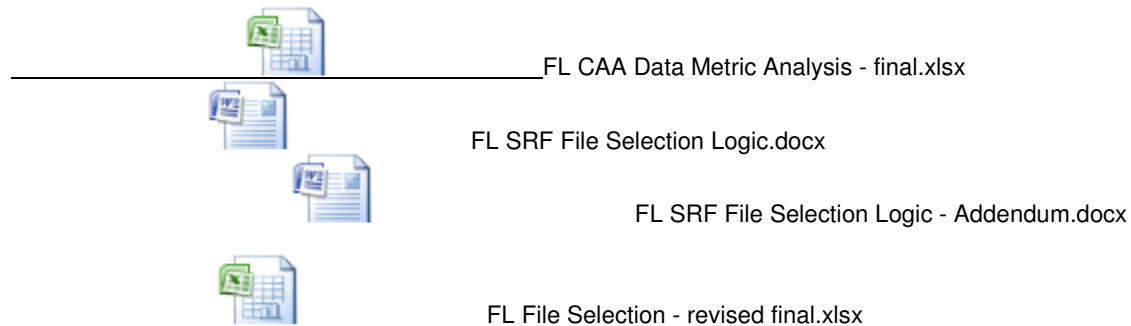 FL CAA Data Metric Analysis - final.xlsx
FL SRF File Selection Logic.docx
FL SRF File Selection Logic - Addendum.docx
FL File Selection - revised final.xlsx